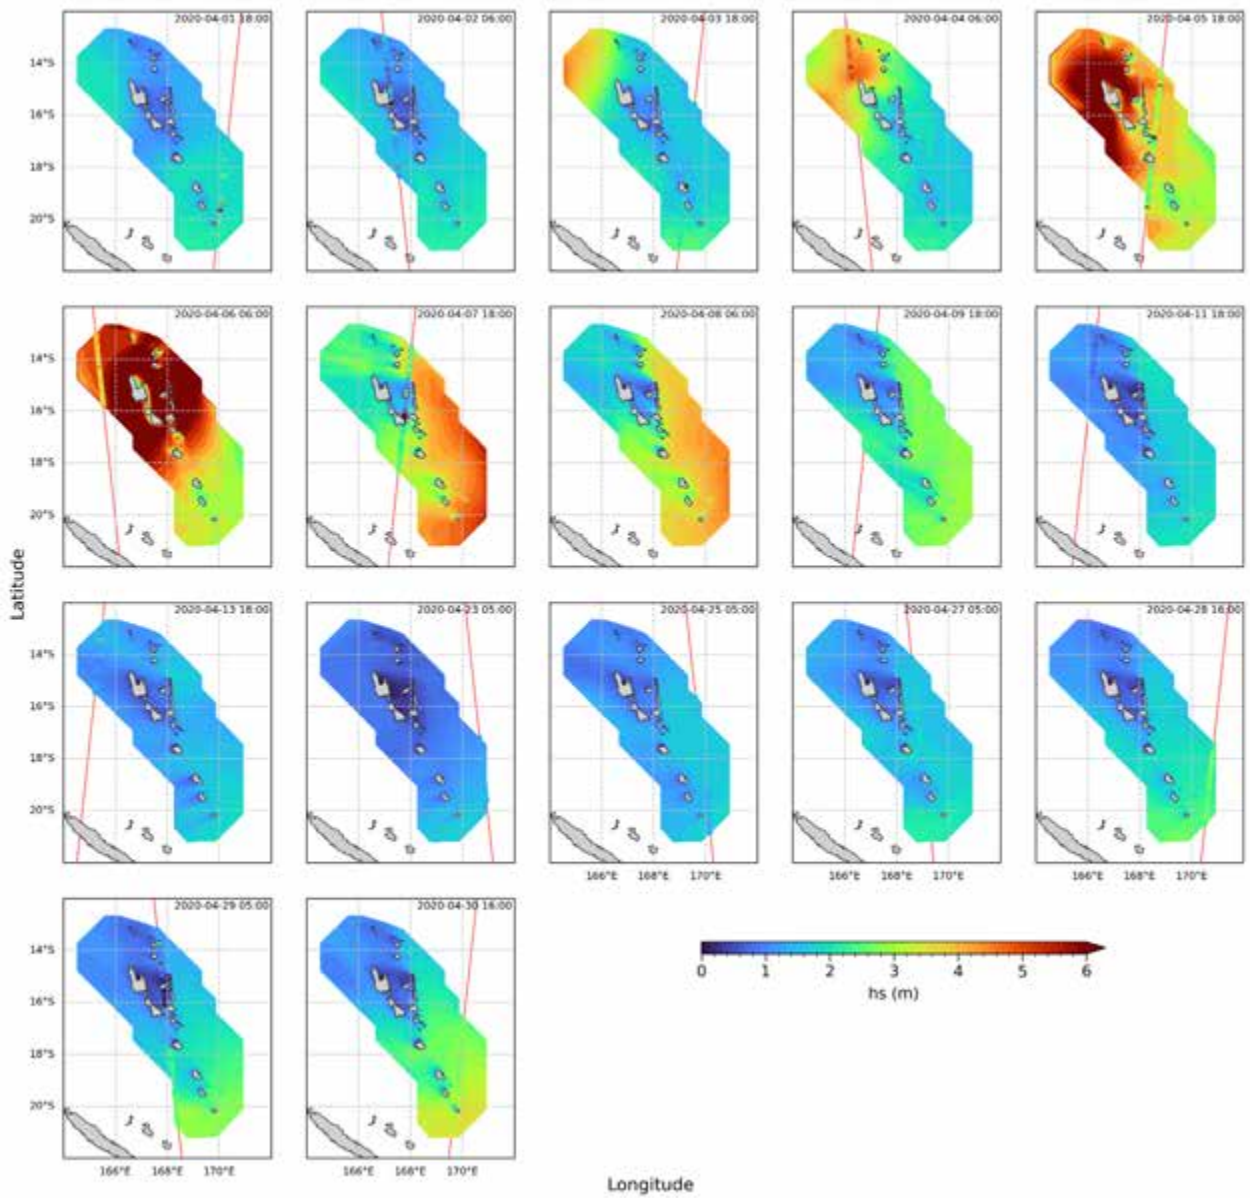 2020-04-01 18:00
2020-04-02 06:00
2020-04-03 18:00
2020-04-04 06:00
2020-04-05 18:00
14°S
16°S
18°S
20°S
2020-04-06 06:00
2020-04-07 18:00
2020-04-08 06:00
2020-04-09 18:00
2020-04-11 18:00
14°S
16°S
18°S
20°S
Latitude
2020-04-13 18:00
2020-04-23 05:00
2020-04-25 05:00
2020-04-27 05:00
2020-04-28 16:00
14°S
16°S
18°S
20°S
166°E 168°E 170°E
166°E 168°E 170°E
166°E 168°E 170°E
2020-04-29 05:00
2020-04-30 16:00
14°S
16°S
18°S
20°S
166°E 168°E 170°E
166°E 168°E 170°E
0 1 2 3 4 5 6
hs (m)
Longitude